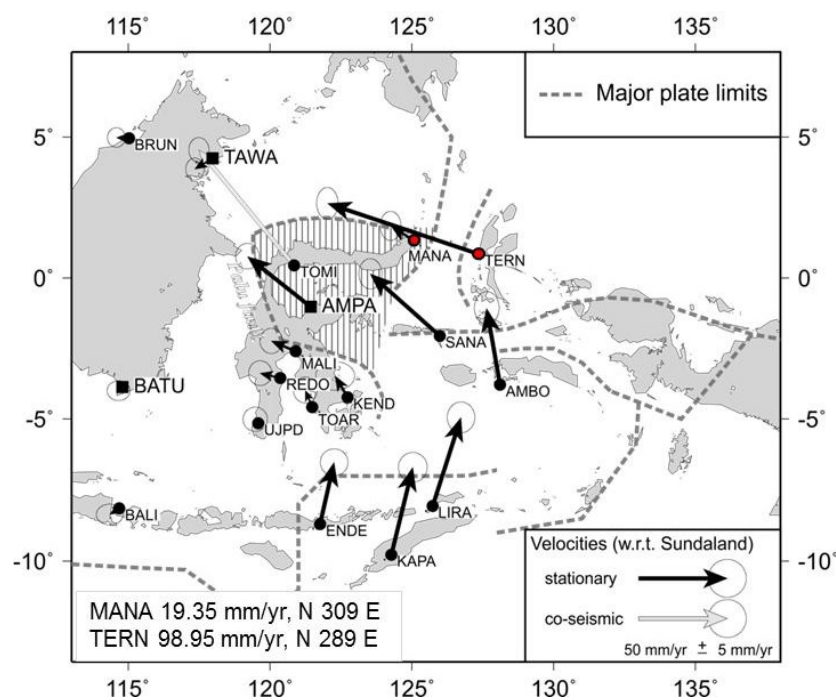 115° 120° 125° 130° 135°
Major plate limits
5°
BRUN
TAWA
MANA
TERN
0°
TOMI
AMPA
SANA
MALI
BATU
REDO
KEND
AMBO
TOAR
-5°
UJPD
BALI
LIRA
ENDE
KAPA
-10°
Velocities (w.r.t. Sundaland)
stationary
co-seismic
50 mm/yr ± 5 mm/yr
MANA 19.35 mm/yr, N 309 E
TERN 98.95 mm/yr, N 289 E
5°
0°
-5°
-10°
115° 120° 125° 130° 135°